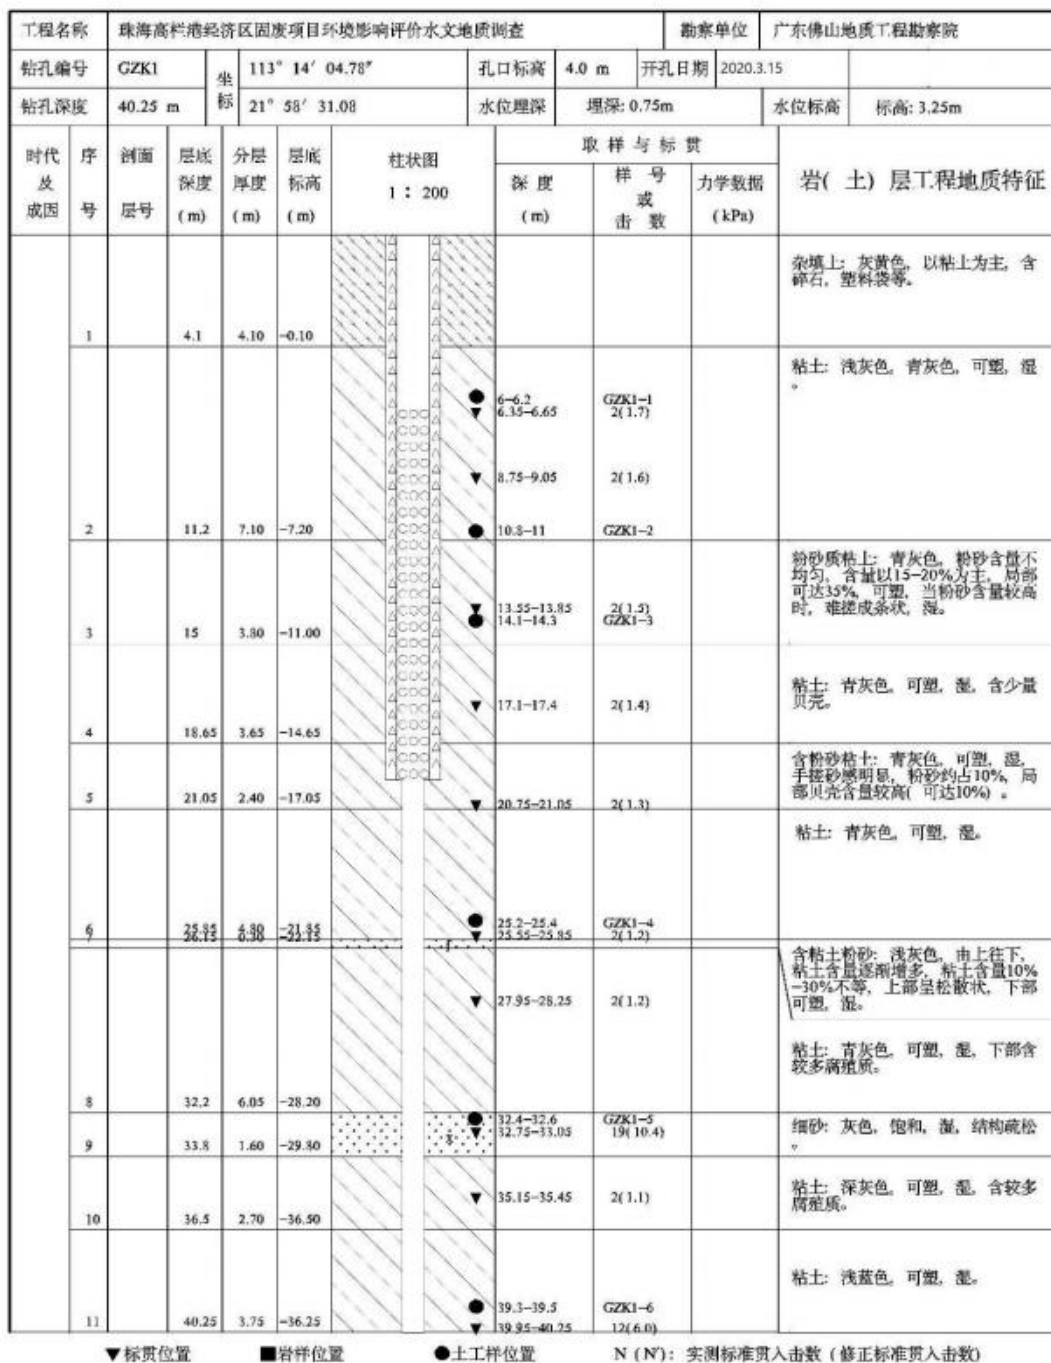 工程名称 珠海高栏港经济区固废项目环境影响评价水文地质调查 勘察单位 广东佛山地质工程勘察院
钻孔编号 GZK1 坐标 113° 14′ 04.78″ 孔口标高 4.0 m 开孔日期 2020.3.15
钻孔深度 40.25 m 21° 58′ 31.08 水位埋深 埋深: 0.75m 水位标高 标高: 3.25m
时代及成因 序号 剖面层号 层底深度(m) 分层厚度(m) 层底标高(m) 柱状图 1:200 取样与标贯 岩(土)层工程地质特征
深度(m) 样号或击数 力学数据(kPa)
杂填土: 灰黄色, 以粘土为主, 含
碎石, 塑料袋等。
1 4.1 4.10 -0.10
粘土: 浅灰色, 青灰色, 可塑, 湿
。
6-6.2 GZK1-1
6.35-6.65 2(1.7)
8.75-9.05 2(1.6)
2 11.2 7.10 -7.20 10.8-11 GZK1-2
粉砂质粘土: 青灰色, 粉砂含量不
均匀, 含量以15-20%为主, 局部
可达35%, 可塑, 当粉砂含量较高
时, 难搓成条状, 湿。
13.55-13.85 2(1.5)
14.1-14.3 GZK1-3
3 15 3.80 -11.00
粘土: 青灰色, 可塑, 湿, 含少量
贝壳。
17.1-17.4 2(1.4)
4 18.65 3.65 -14.65
含粉砂粘土: 青灰色, 可塑, 湿,
手搓砂感明显, 粉砂约占10%, 局
部贝壳含量较高( 可达10%) 。
5 21.05 2.40 -17.05 20.75-21.05 2(1.3)
粘土: 青灰色, 可塑, 湿。
25.2-25.4 GZK1-4
6 25.85 4.80 -21.85 25.55-25.85 2(1.2)
7 26.15 0.30 -22.15
含粘土粉砂: 浅灰色, 由上往下,
粘土含量逐渐增多, 粘土含量10%
-30%不等, 上部呈松散状, 下部
可塑, 湿。
27.95-28.25 2(1.2)
粘土: 青灰色, 可塑, 湿, 下部含
较多腐殖质。
8 32.2 6.05 -28.20
32.4-32.6 GZK1-5
32.75-33.05 19(10.4)
细砂: 灰色, 饱和, 湿, 结构疏松
。
9 33.8 1.60 -29.80
粘土: 深灰色, 可塑, 湿, 含较多
腐殖质。
35.15-35.45 2(1.1)
10 36.5 2.70 -36.50
粘土: 浅蓝色, 可塑, 湿。
39.3-39.5 GZK1-6
11 40.25 3.75 -36.25 39.95-40.25 12(6.0)
▼标贯位置 ■岩样位置 ●土工样位置 N (N′): 实测标准贯入击数 (修正标准贯入击数)